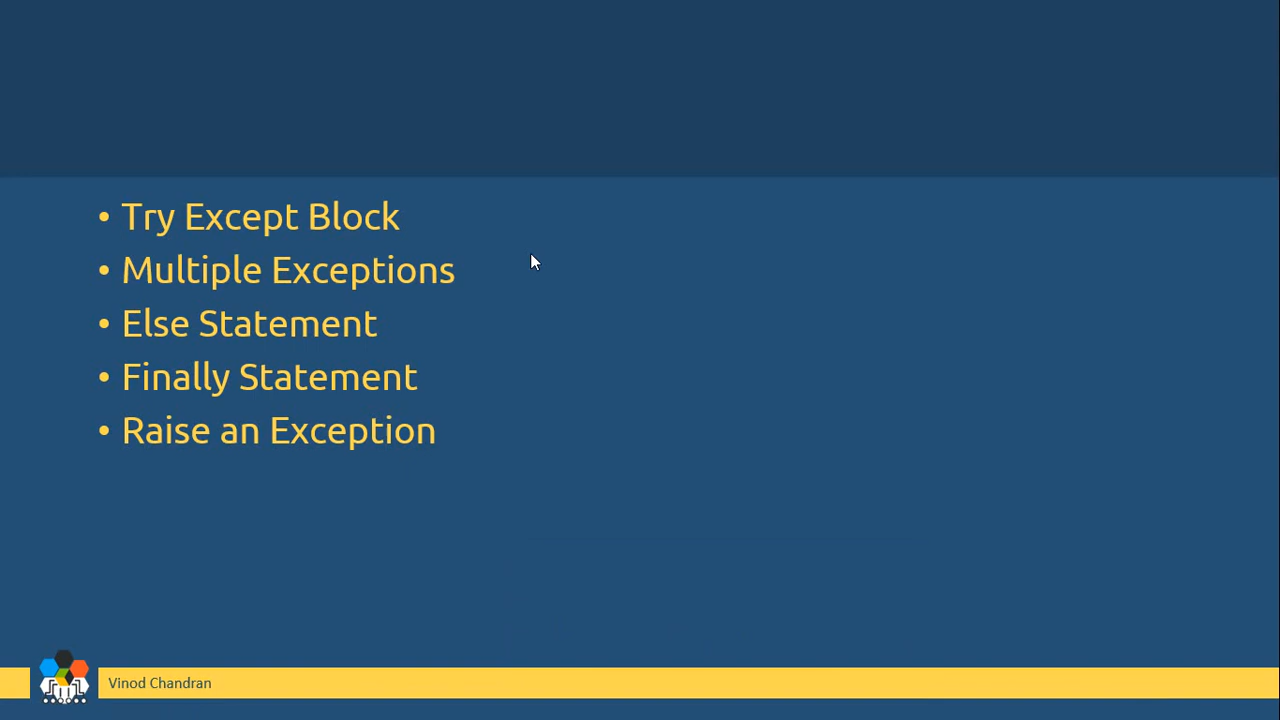 • Try Except Block
• Multiple Exceptions
• Else Statement
• Finally Statement
• Raise an Exception
Vinod Chandran